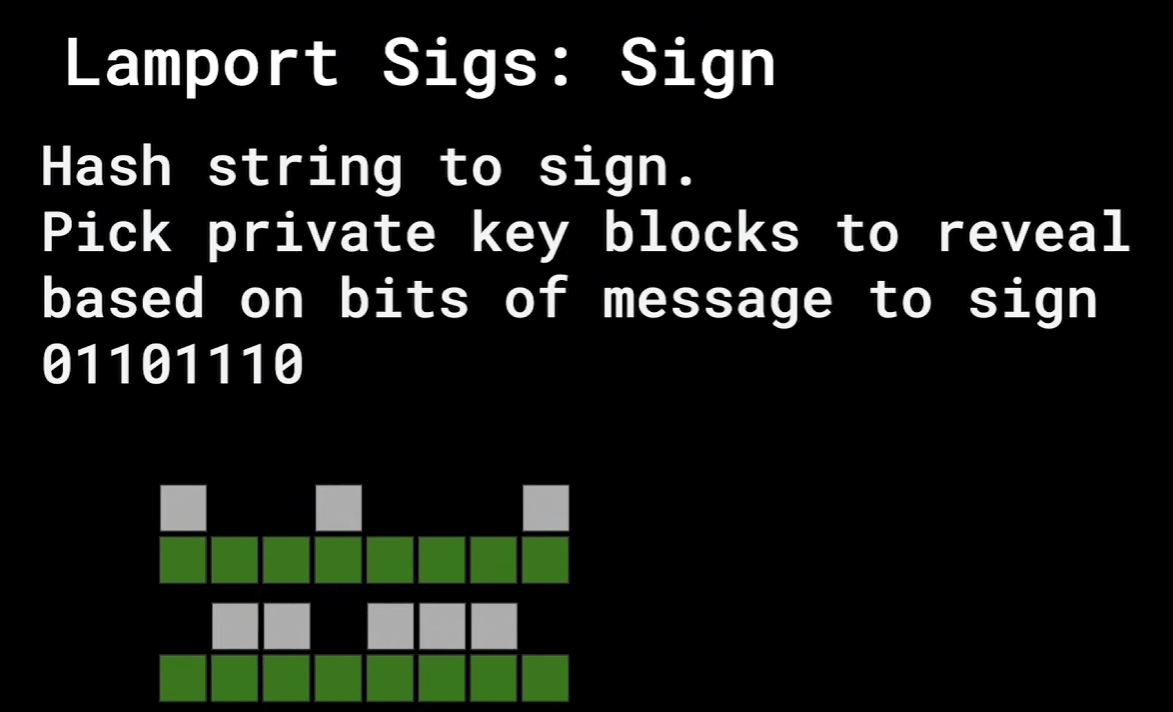 Lamport Sigs: Sign
Hash string to sign.
Pick private key blocks to reveal
based on bits of message to sign
01101110